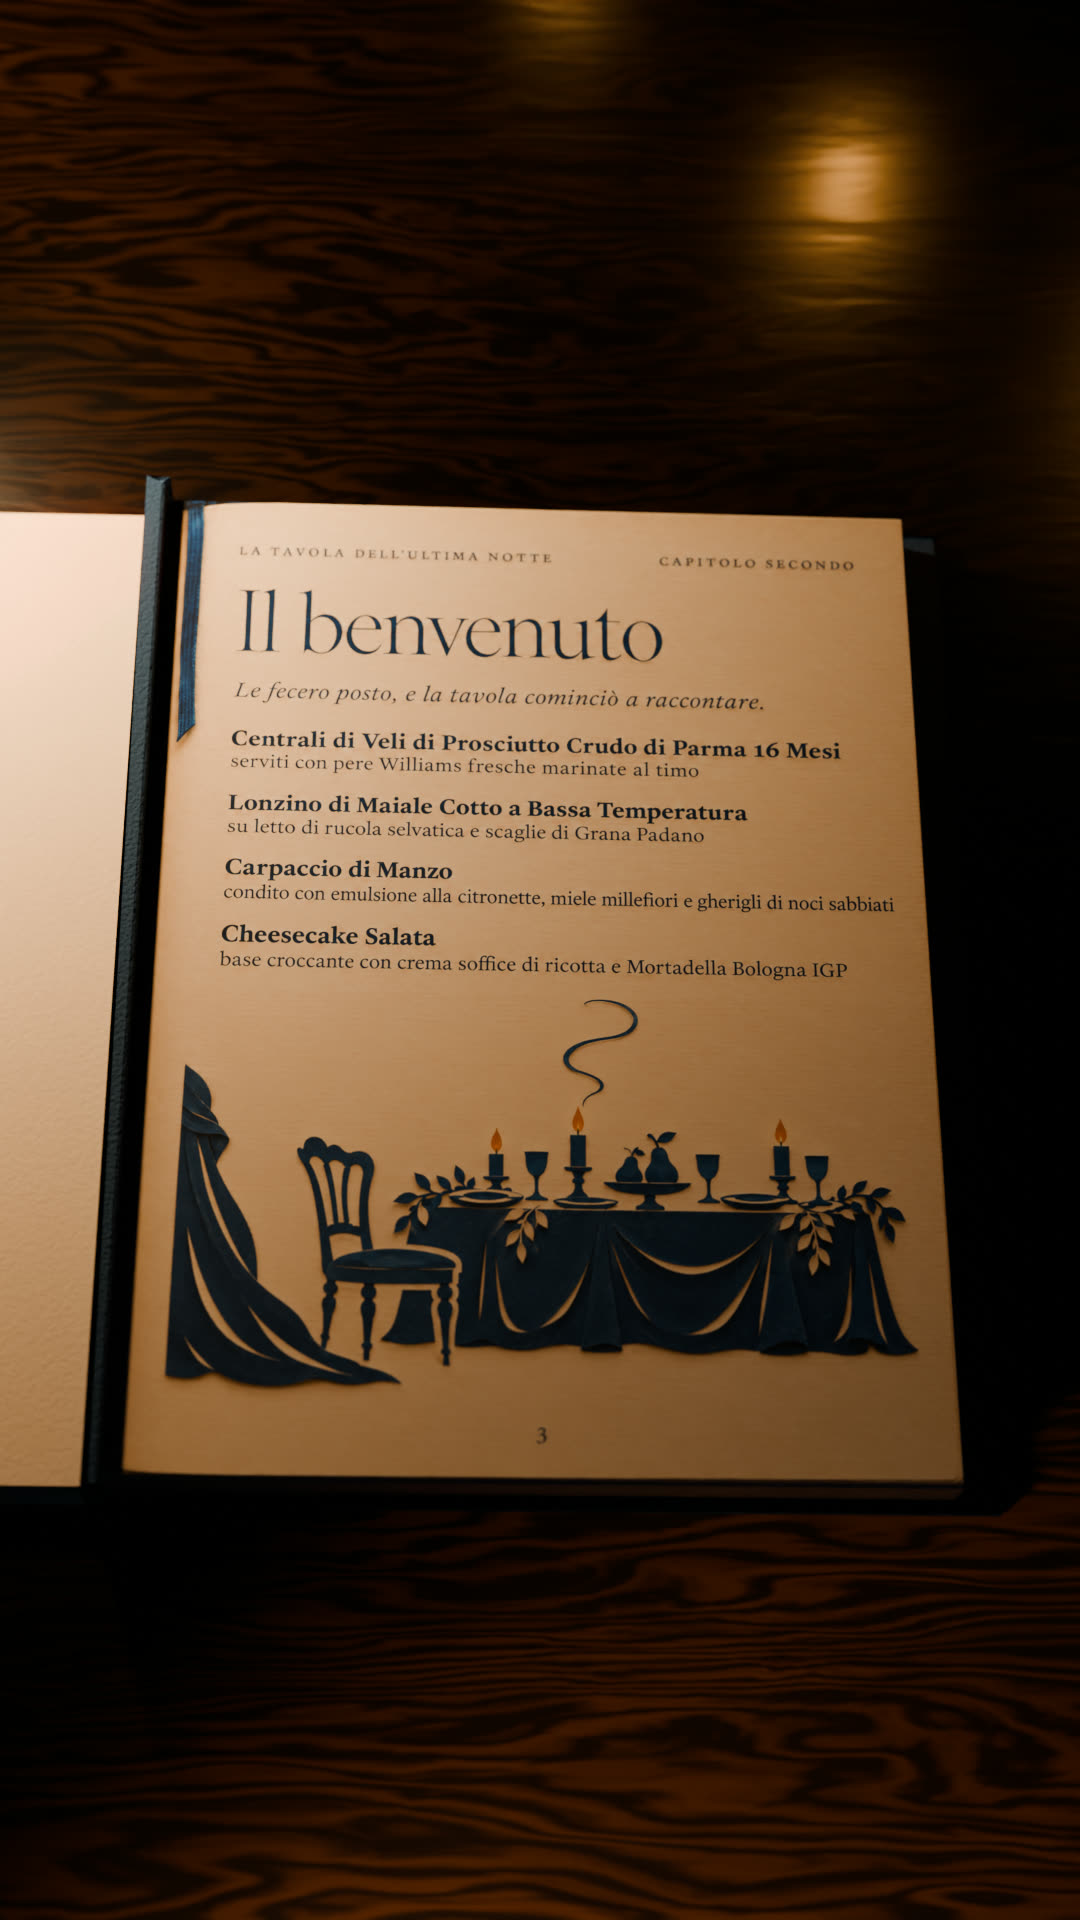 LA TAVOLA DELL'ULTIMA NOTTE
CAPITOLO SECONDO
Il benvenuto
Le fecero posto, e la tavola cominciò a raccontare.
Centrali di Veli di Prosciutto Crudo di Parma 16 Mesi
serviti con pere Williams fresche marinate al timo
Lonzino di Maiale Cotto a Bassa Temperatura
su letto di rucola selvatica e scaglie di Grana Padano
Carpaccio di Manzo
condito con emulsione alla citronette, miele millefiori e gherigli di noci sabbiati
Cheesecake Salata
base croccante con crema soffice di ricotta e Mortadella Bologna IGP
3